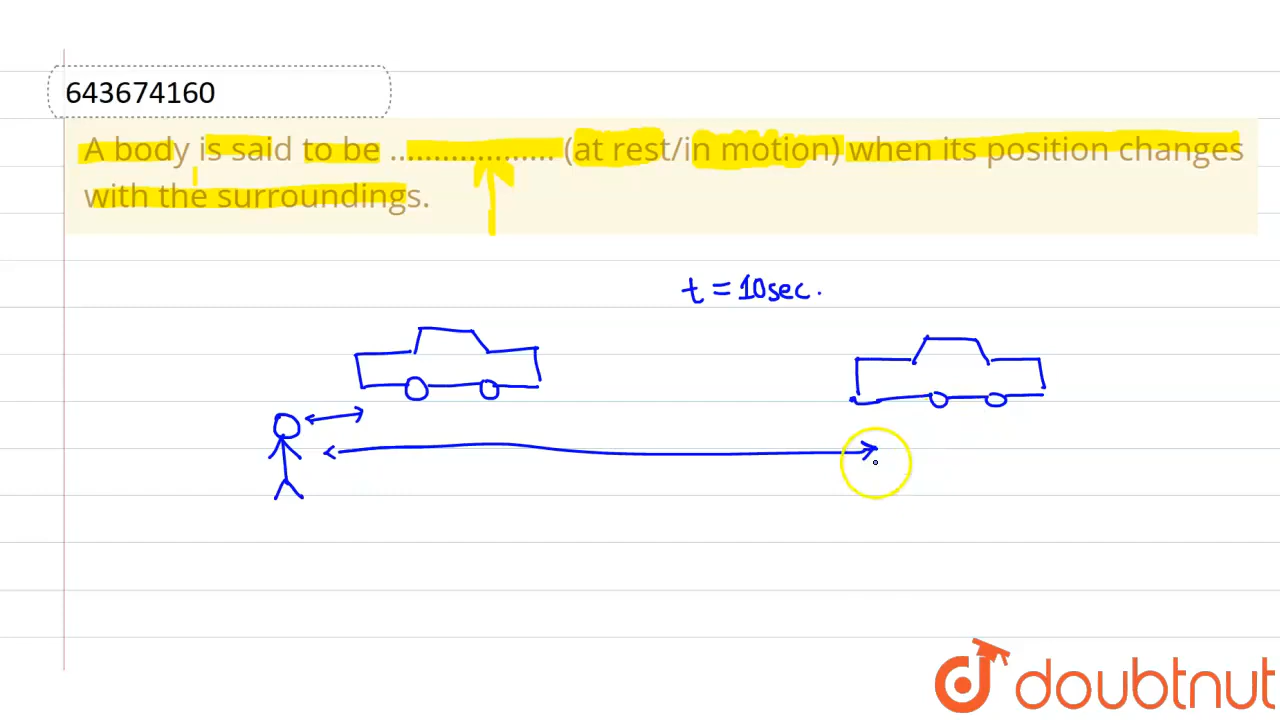 643674160
A body is said to be ................... (at rest/in motion) when its position changes
with the surroundings.
t = 10sec.
doubtnut